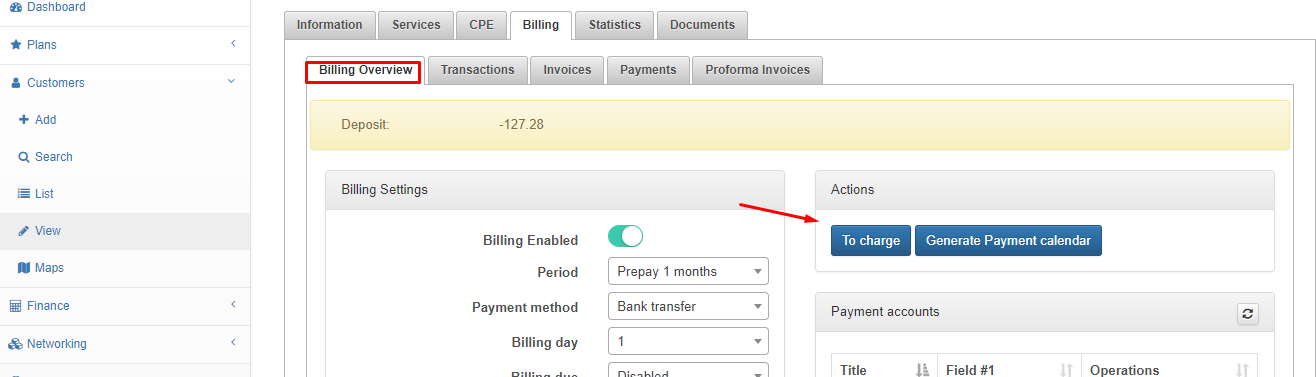 Dashboard
Plans
Customers
Add
Search
List
View
Maps
Finance
Networking
Information Services CPE Billing Statistics Documents
Billing Overview Transactions Invoices Payments Proforma Invoices
Deposit: -127.28
Billing Settings
Billing Enabled
Period Prepay 1 months
Payment method Bank transfer
Billing day 1
Billing due Disabled
Actions
To charge Generate Payment calendar
Payment accounts
Title Field #1 Operations